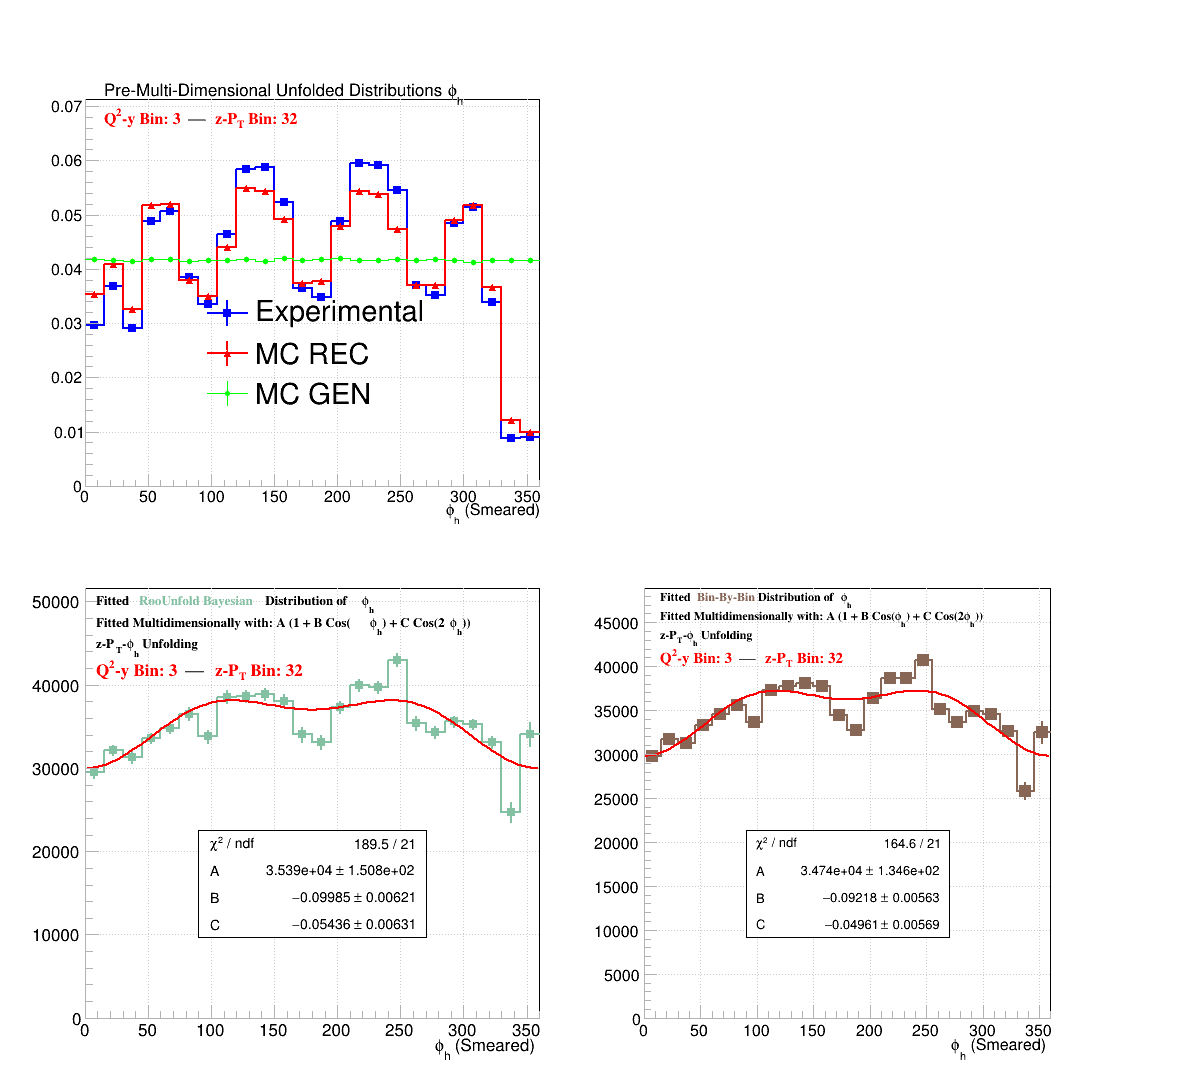 Pre-Multi-Dimensional Unfolded Distributions ϕh
0.07
Q2-y Bin: 3 — z-PT Bin: 32
0.06
0.05
0.04
0.03
0.02
0.01
0
Experimental
MC REC
MC GEN
0 50 100 150 200 250 300 350
ϕh (Smeared)
Fitted RooUnfold Bayesian Distribution of ϕh
Fitted Multidimensionally with: A (1 + B Cos( ϕh) + C Cos(2 ϕh))
z-PT-ϕh Unfolding
Q2-y Bin: 3 — z-PT Bin: 32
50000
40000
30000
20000
10000
0
χ2 / ndf 189.5 / 21
A 3.539e+04 ± 1.508e+02
B −0.09985 ± 0.00621
C −0.05436 ± 0.00631
0 50 100 150 200 250 300 350
ϕh (Smeared)
Fitted Bin-By-Bin Distribution of ϕh
Fitted Multidimensionally with: A (1 + B Cos(ϕh) + C Cos(2ϕh))
z-PT-ϕh Unfolding
Q2-y Bin: 3 — z-PT Bin: 32
45000
40000
35000
30000
25000
20000
15000
10000
5000
0
χ2 / ndf 164.6 / 21
A 3.474e+04 ± 1.346e+02
B −0.09218 ± 0.00563
C −0.04961 ± 0.00569
0 50 100 150 200 250 300 350
ϕh (Smeared)